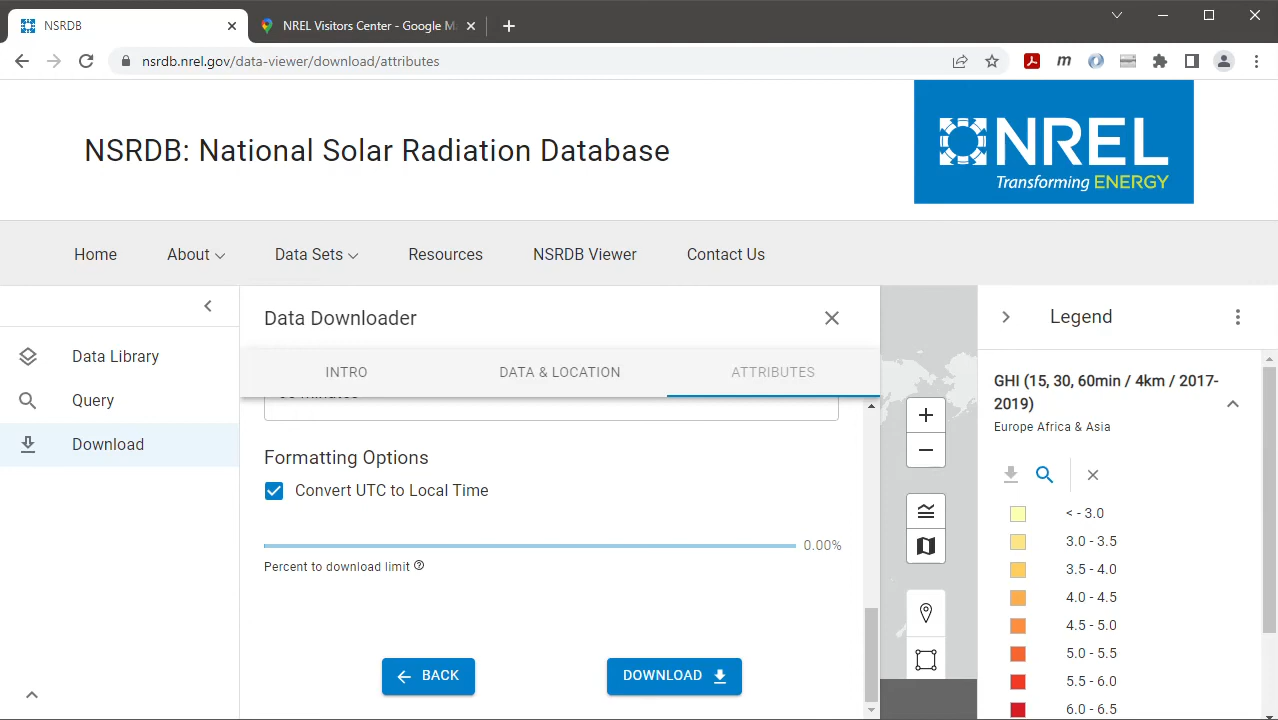 NSRDB
NREL Visitors Center - Google M
nsrdb.nrel.gov/data-viewer/download/attributes
m
NSRDB: National Solar Radiation Database
NREL
Transforming ENERGY
Home About Data Sets Resources NSRDB Viewer Contact Us
Data Library
Query
Download
Data Downloader
INTRO DATA & LOCATION ATTRIBUTES
Formatting Options
Convert UTC to Local Time
0.00%
Percent to download limit
BACK DOWNLOAD
Legend
GHI (15, 30, 60min / 4km / 2017-
2019)
Europe Africa & Asia
< - 3.0
3.0 - 3.5
3.5 - 4.0
4.0 - 4.5
4.5 - 5.0
5.0 - 5.5
5.5 - 6.0
6.0 - 6.5